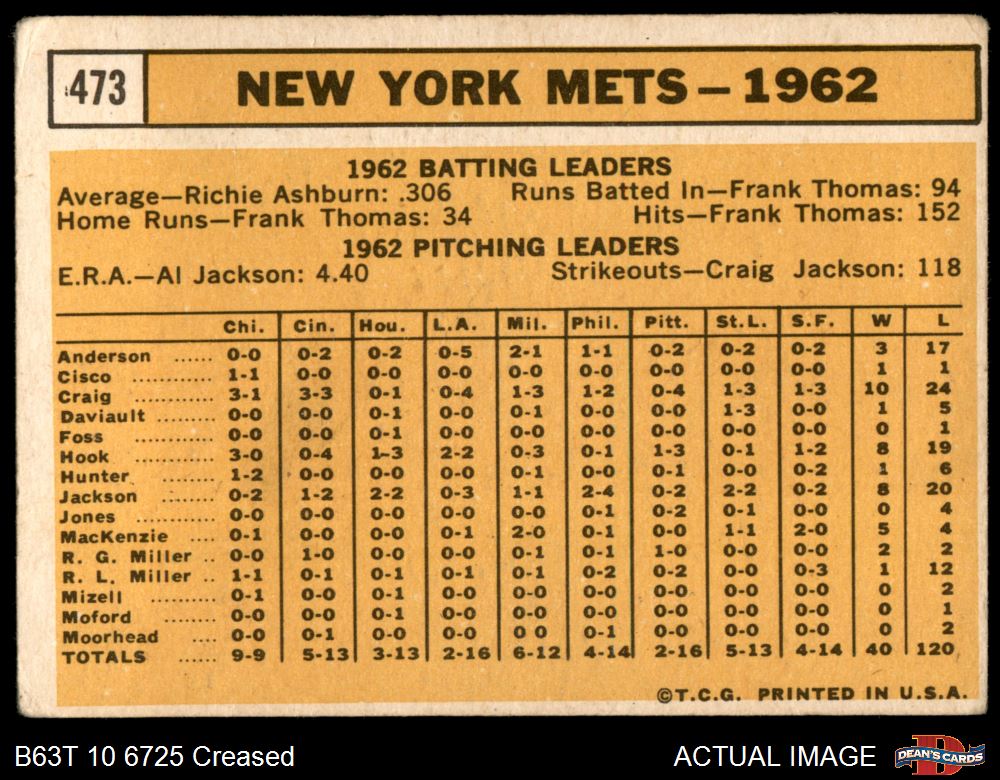 473 NEW YORK METS — 1962
1962 BATTING LEADERS
Average—Richie Ashburn: .306 Runs Batted In—Frank Thomas: 94
Home Runs—Frank Thomas: 34 Hits—Frank Thomas: 152
1962 PITCHING LEADERS
E.R.A.—Al Jackson: 4.40 Strikeouts—Craig Jackson: 118
Chi. Cin. Hou. L.A. Mil. Phil. Pitt. St.L. S.F. W L
Anderson ...... 0-0 0-2 0-2 0-5 2-1 1-1 0-2 0-2 0-2 3 17
Cisco ............ 1-1 0-0 0-0 0-0 0-0 0-0 0-0 0-0 0-0 1 1
Craig ............ 3-1 3-3 0-1 0-4 1-3 1-2 0-4 1-3 1-3 10 24
Daviault ........ 0-0 0-0 0-1 0-0 0-1 0-0 0-0 1-3 0-0 1 5
Foss ............ 0-0 0-0 0-1 0-0 0-0 0-0 0-0 0-0 0-0 0 1
Hook ............ 3-0 0-4 1-3 2-2 0-3 0-1 1-3 0-1 1-2 8 19
Hunter .......... 1-2 0-0 0-0 0-0 0-1 0-0 0-1 0-0 0-2 1 6
Jackson ........ 0-2 1-2 2-2 0-3 1-1 2-4 0-2 2-2 0-2 8 20
Jones ............ 0-0 0-0 0-0 0-0 0-0 0-1 0-2 0-1 0-0 0 4
MacKenzie .... 0-1 0-0 0-0 0-1 2-0 0-1 0-0 1-1 2-0 5 4
R. G. Miller .. 0-0 1-0 0-0 0-0 0-1 0-1 1-0 0-0 0-0 2 2
R. L. Miller .. 1-1 0-1 0-1 0-1 0-1 0-2 0-2 0-0 0-3 1 12
Mizell .......... 0-1 0-0 0-1 0-0 0-0 0-0 0-0 0-0 0-0 0 2
Moford ........ 0-0 0-0 0-1 0-0 0-0 0-0 0-0 0-0 0-0 0 1
Moorhead .... 0-0 0-1 0-0 0-0 0 0 0-1 0-0 0-0 0-0 0 2
TOTALS ...... 9-9 5-13 3-13 2-16 6-12 4-14 2-16 5-13 4-14 40 120
©T.C.G. PRINTED IN U.S.A.
B63T 10 6725 Creased ACTUAL IMAGE DEAN'S CARDS